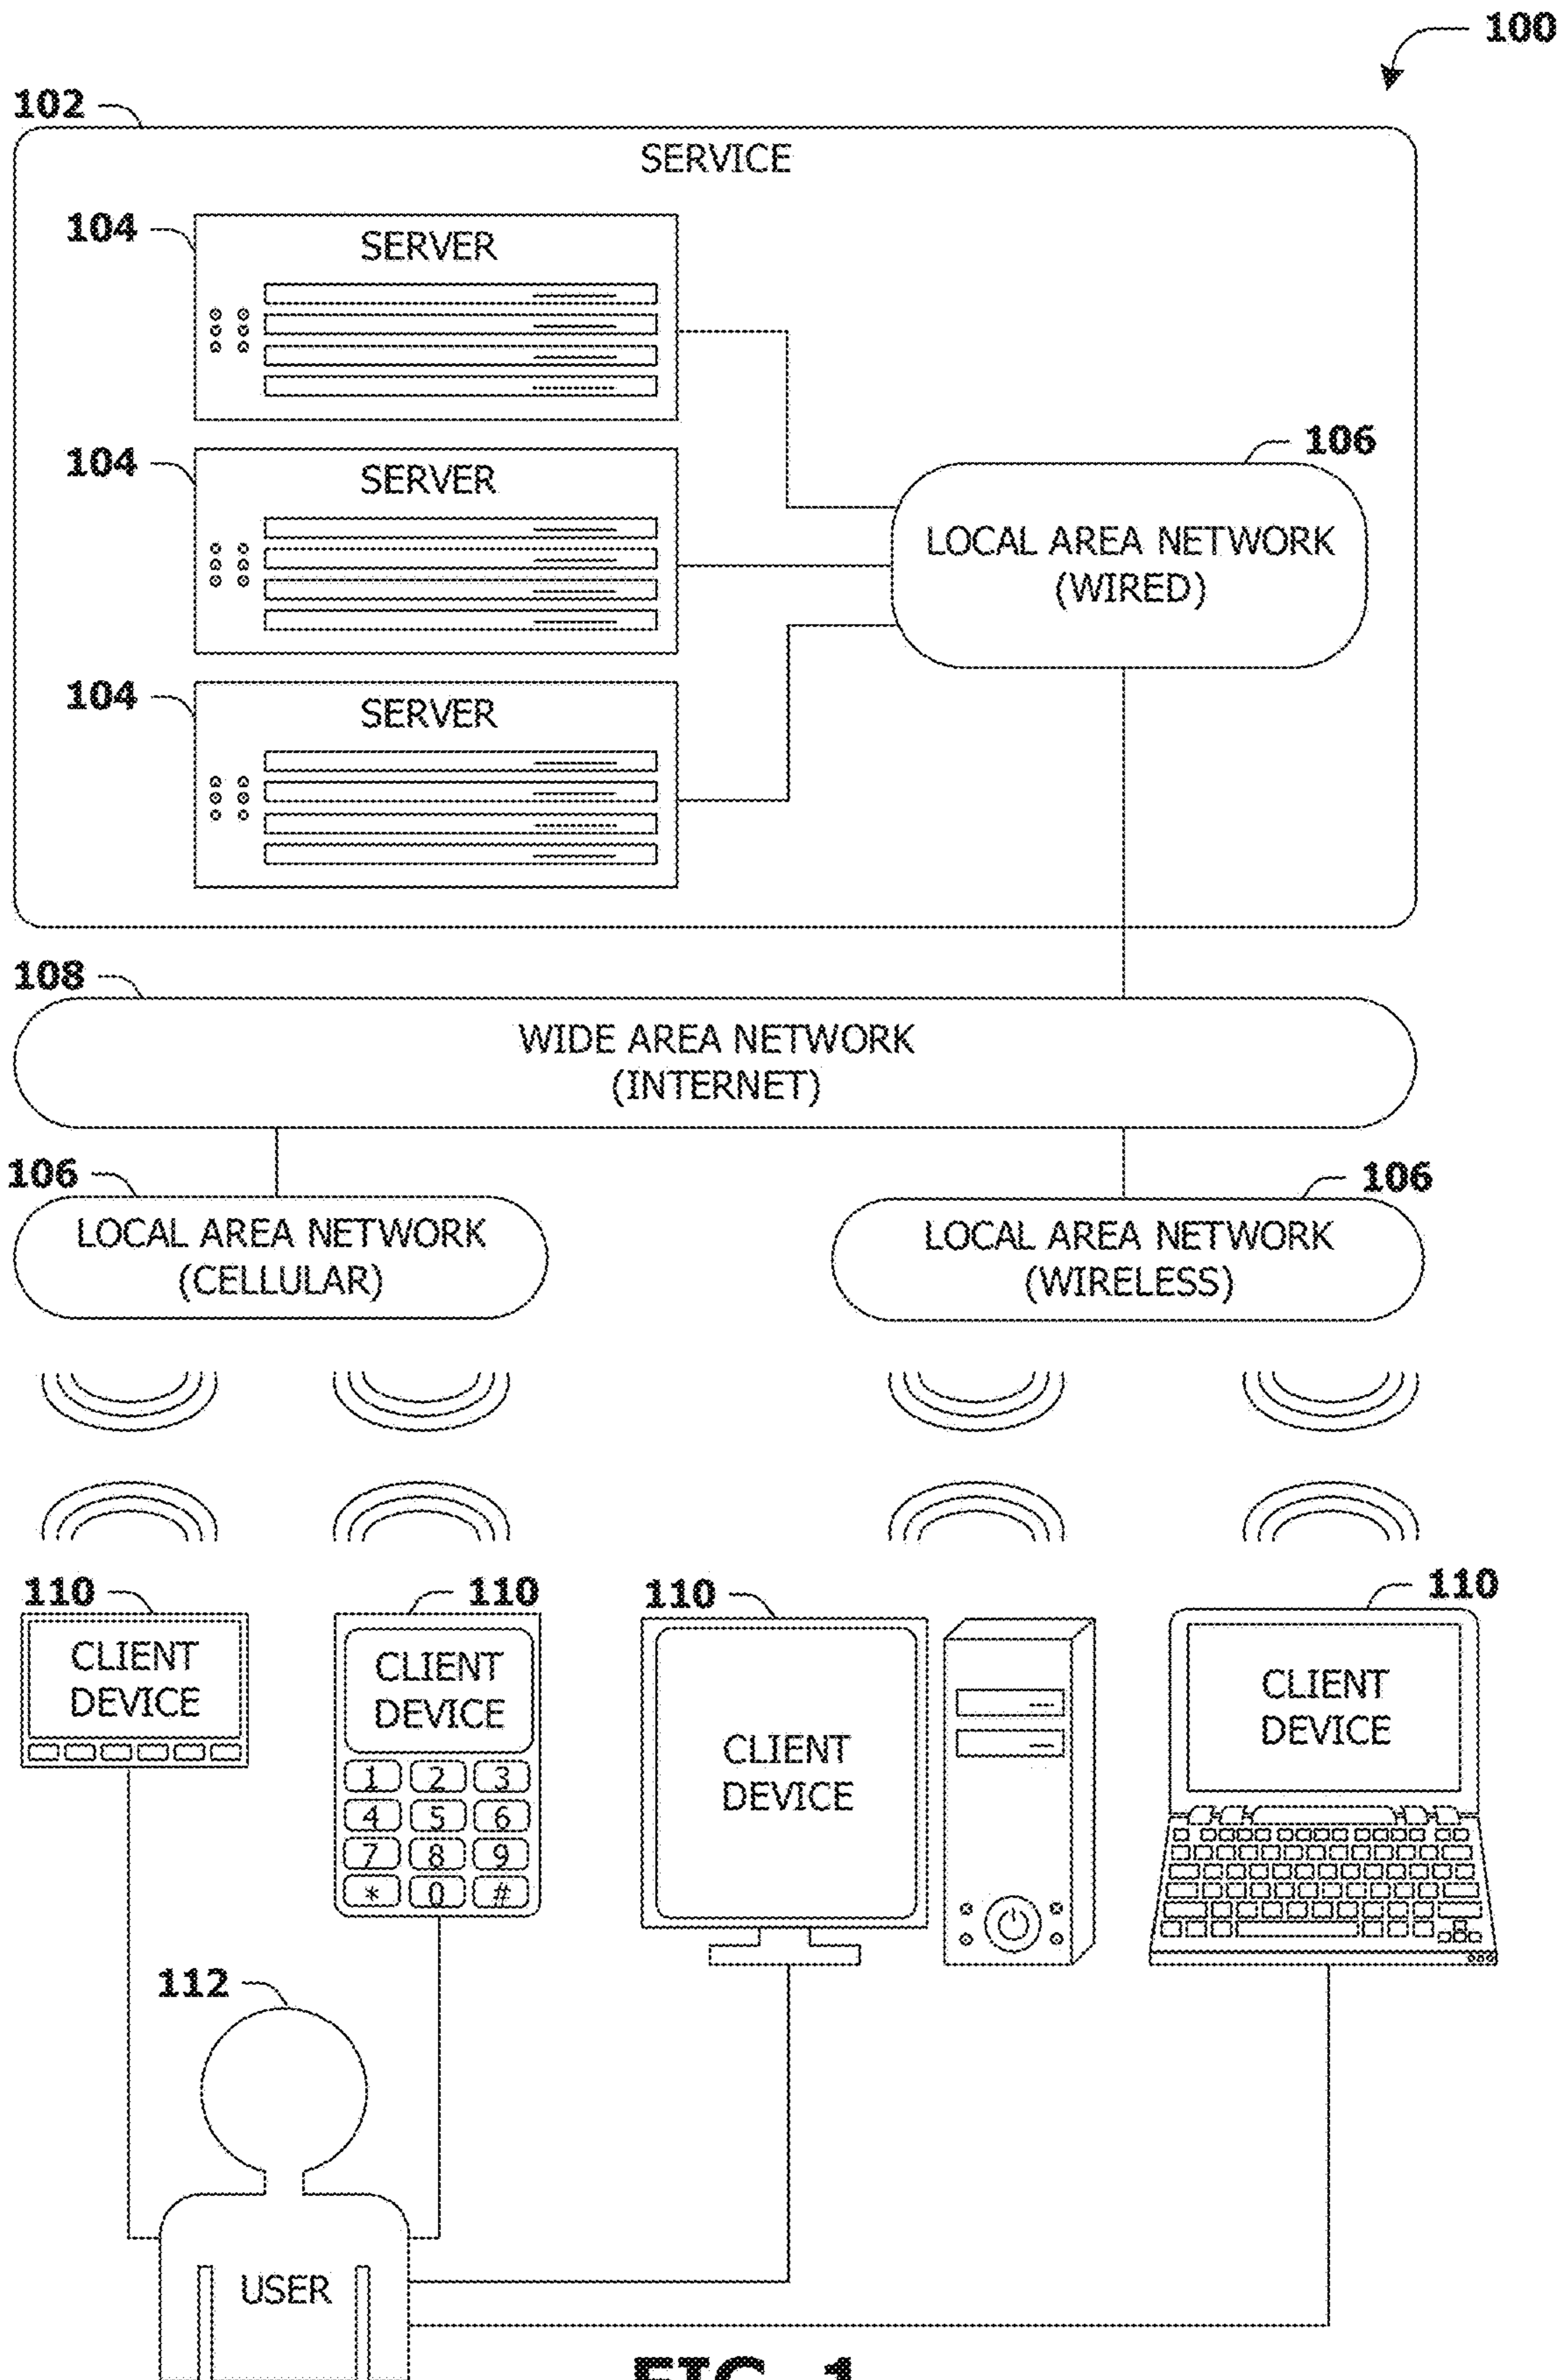 100
102
SERVICE
104
SERVER
104
SERVER
106
LOCAL AREA NETWORK
(WIRED)
104
SERVER
108
WIDE AREA NETWORK
(INTERNET)
106
LOCAL AREA NETWORK
(CELLULAR)
106
LOCAL AREA NETWORK
(WIRELESS)
110
CLIENT
DEVICE
110
CLIENT
DEVICE
1 2 3
4 5 6
7 8 9
* 0 #
110
CLIENT
DEVICE
110
CLIENT
DEVICE
112
USER
FIG. 1